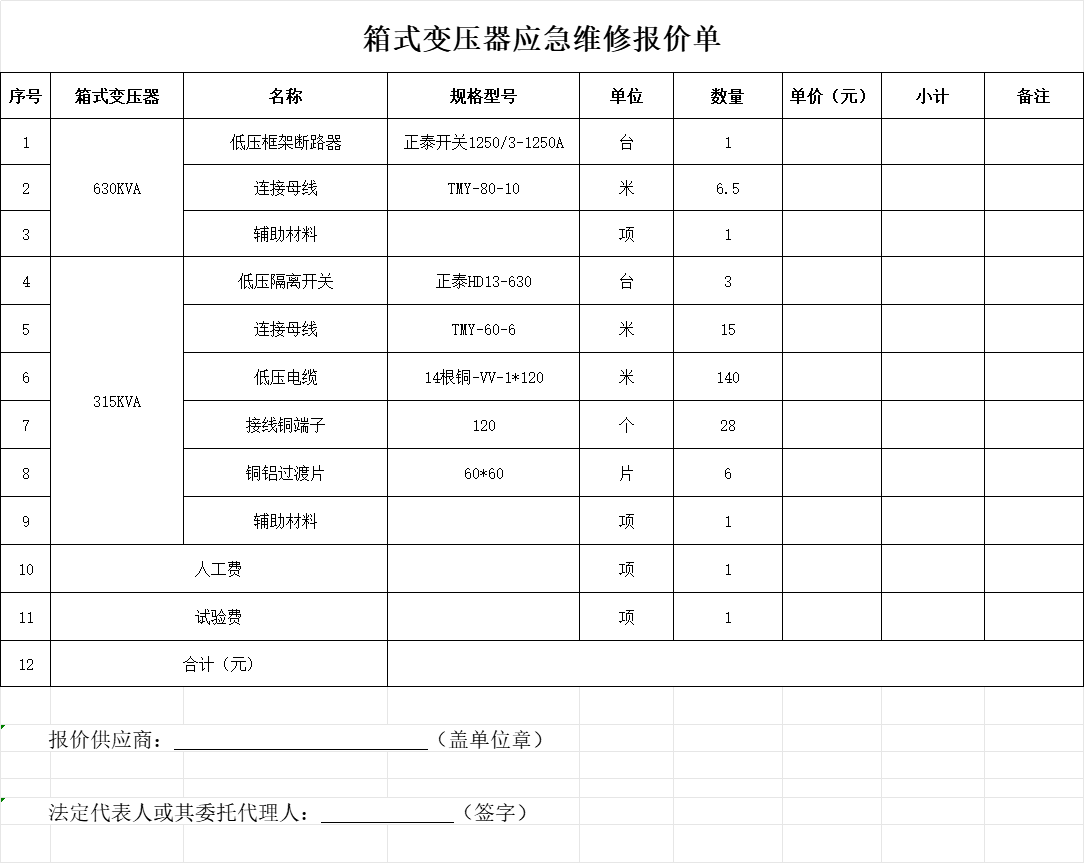 箱式变压器应急维修报价单
序号 箱式变压器 名称 规格型号 单位 数量 单价（元） 小计 备注
1 630KVA 低压框架断路器 正泰开关1250/3-1250A 台 1
2 连接母线 TMY-80-10 米 6.5
3 辅助材料 项 1
4 315KVA 低压隔离开关 正泰HD13-630 台 3
5 连接母线 TMY-60-6 米 15
6 低压电缆 14根铜-VV-1*120 米 140
7 接线铜端子 120 个 28
8 铜铝过渡片 60*60 片 6
9 辅助材料 项 1
10 人工费 项 1
11 试验费 项 1
12 合计（元）
报价供应商：（盖单位章）
法定代表人或其委托代理人：（签字）